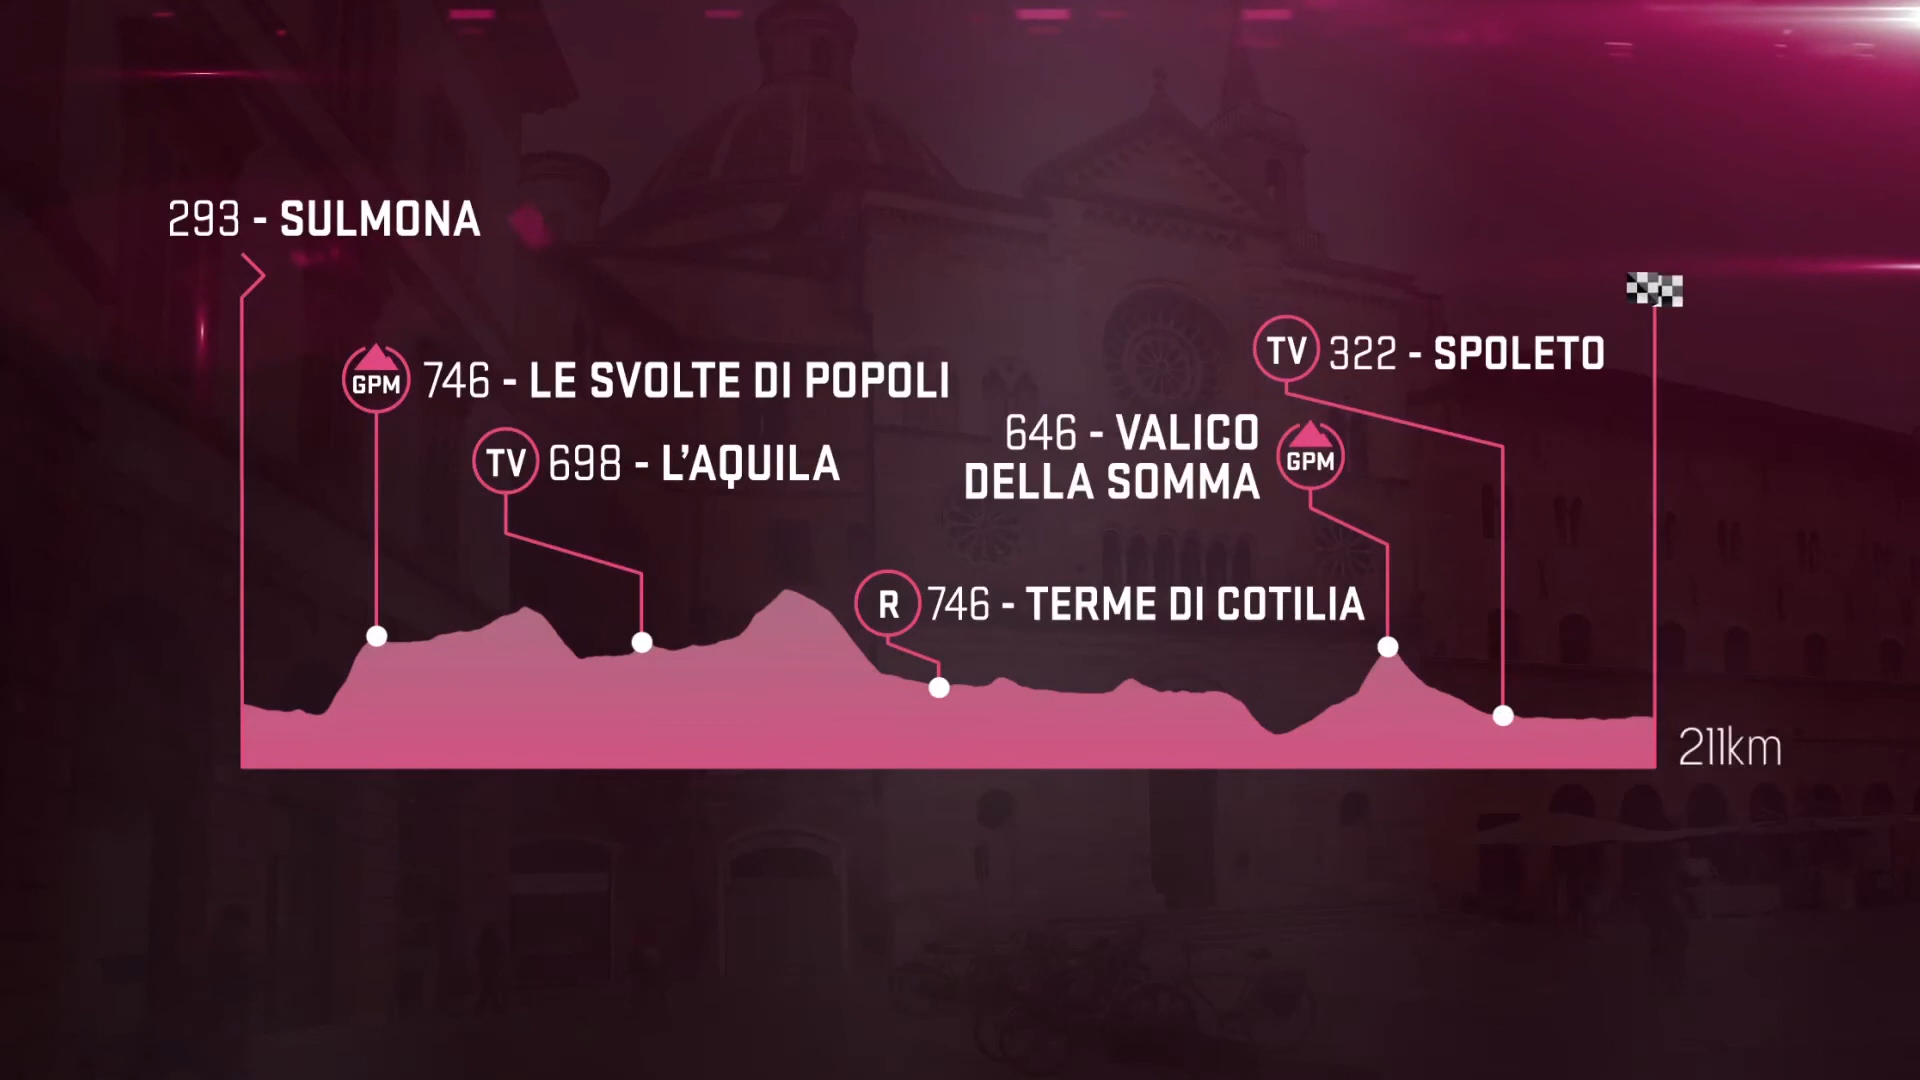 293 - SULMONA
GPM 746 - LE SVOLTE DI POPOLI
TV 698 - L'AQUILA
R 746 - TERME DI COTILIA
646 - VALICO
DELLA SOMMA
GPM
TV 322 - SPOLETO
211km